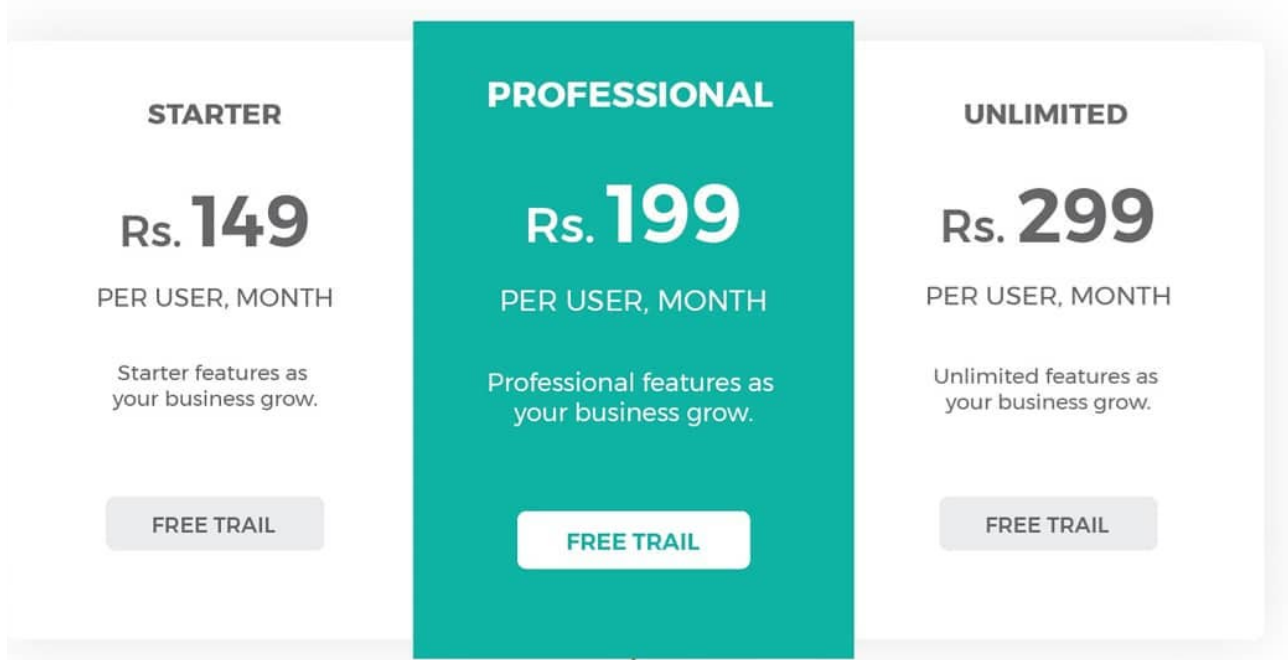 STARTER
Rs. 149
PER USER, MONTH
Starter features as
your business grow.
FREE TRAIL
PROFESSIONAL
Rs. 199
PER USER, MONTH
Professional features as
your business grow.
FREE TRAIL
UNLIMITED
Rs. 299
PER USER, MONTH
Unlimited features as
your business grow.
FREE TRAIL